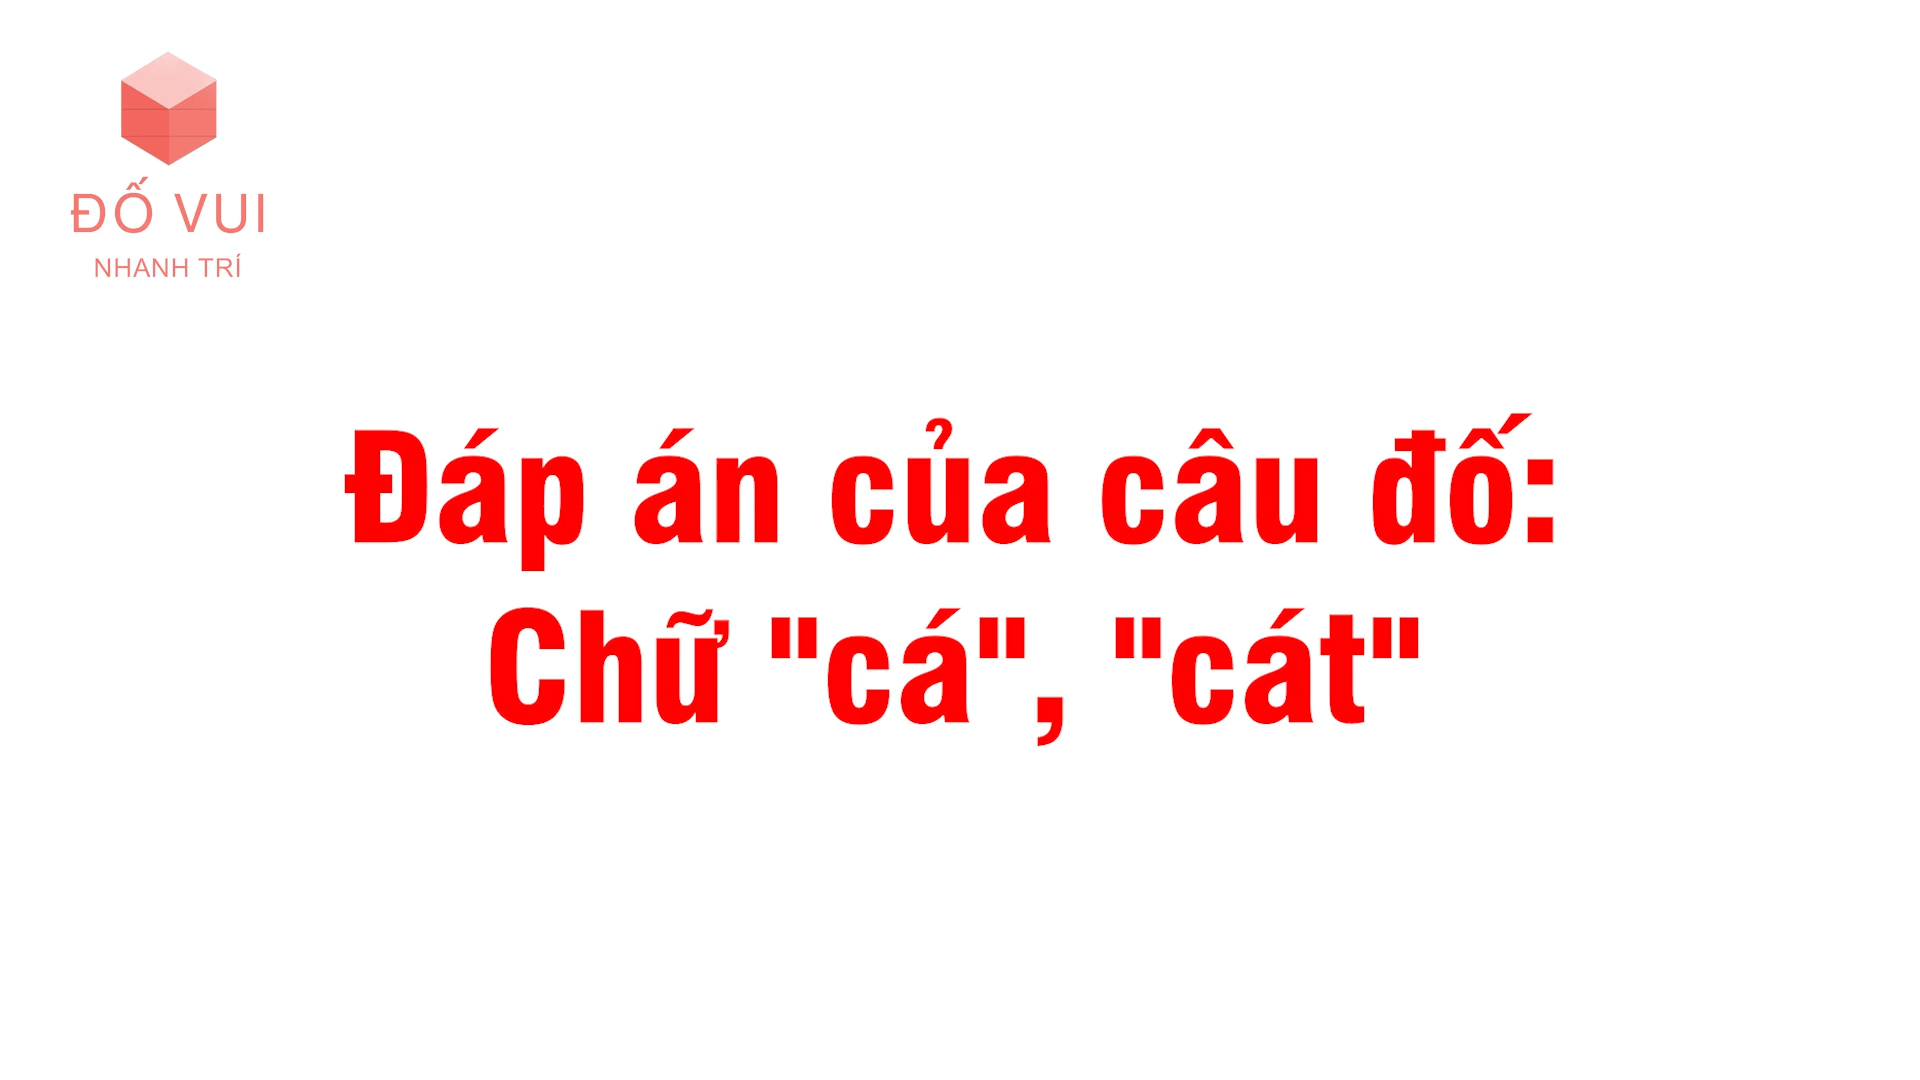 ĐỐ VUI
NHANH TRÍ
Đáp án của câu đố:
Chữ "cá", "cát"